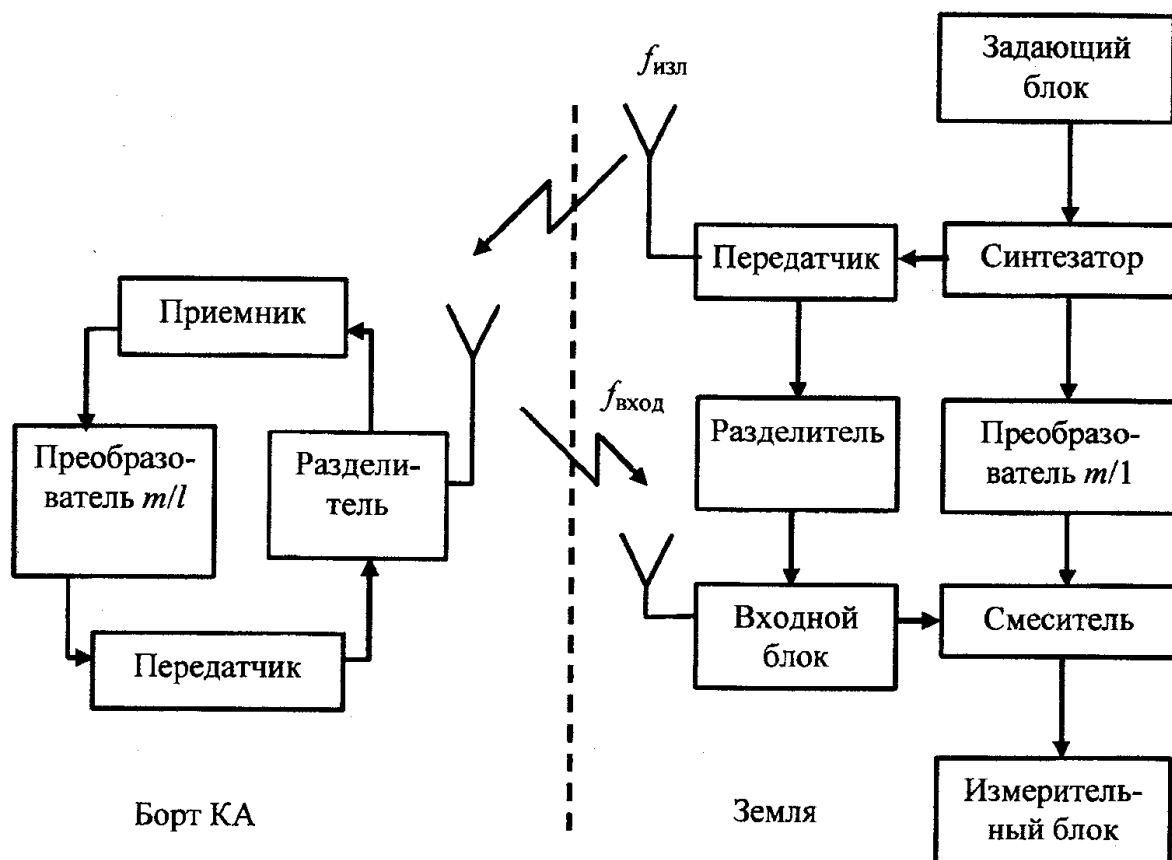 fизл
Задающий
блок
Передатчик
Синтезатор
Приемник
fвход
Преобразо-
ватель m/l
Раздели-
тель
Разделитель
Преобразо-
ватель m/1
Передатчик
Входной
блок
Смеситель
Борт КА
Земля
Измеритель-
ный блок